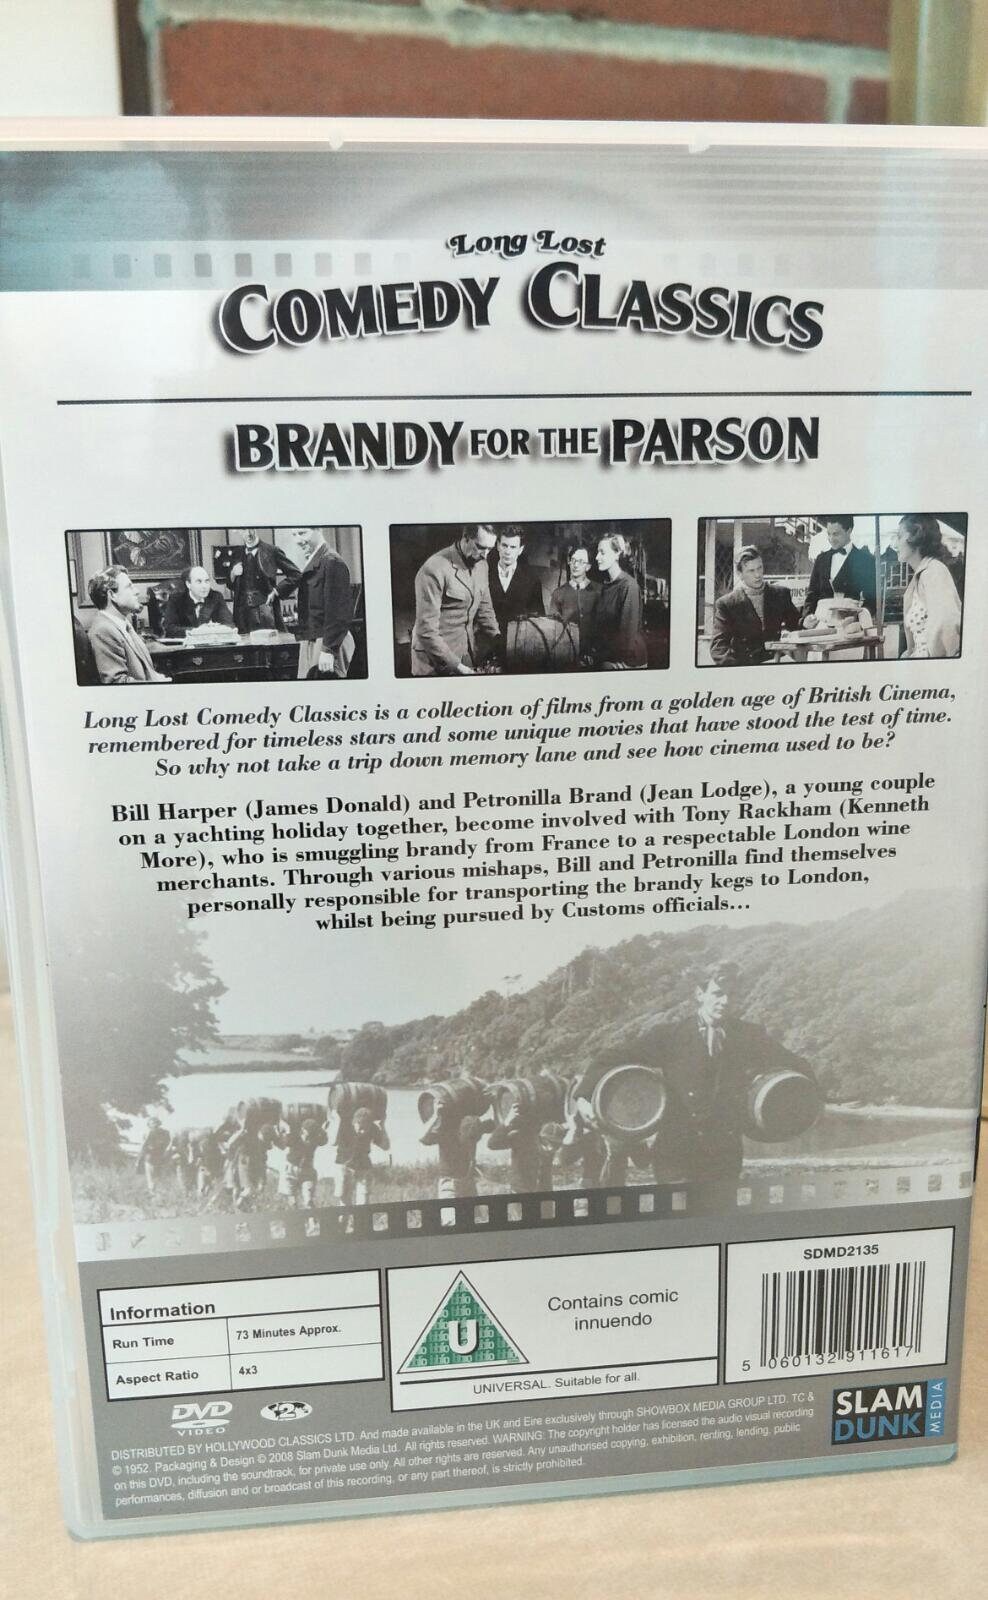 Long Lost
COMEDY CLASSICS
BRANDY FOR THE PARSON
Long Lost Comedy Classics is a collection of films from a golden age of British Cinema,
remembered for timeless stars and some unique movies that have stood the test of time.
So why not take a trip down memory lane and see how cinema used to be?
Bill Harper (James Donald) and Petronilla Brand (Jean Lodge), a young couple
on a yachting holiday together, become involved with Tony Rackham (Kenneth
More), who is smuggling brandy from France to a respectable London wine
merchants. Through various mishaps, Bill and Petronilla find themselves
personally responsible for transporting the brandy kegs to London,
whilst being pursued by Customs officials...
Information
Run Time 73 Minutes Approx.
Aspect Ratio 4x3
U
Contains comic
innuendo
UNIVERSAL. Suitable for all.
SDMD2135
5 060132 911617
DVD
VIDEO
2
SLAM
DUNK
MEDIA
DISTRIBUTED BY HOLLYWOOD CLASSICS LTD. And made available in the UK and Eire exclusively through SHOWBOX MEDIA GROUP LTD. TC &
© 1952. Packaging & Design © 2008 Slam Dunk Media Ltd. All rights reserved. WARNING: The copyright holder has licensed the audio visual recording
on this DVD, including the soundtrack, for private use only. All other rights are reserved. Any unauthorised copying, exhibition, renting, lending, public
performances, diffusion and or broadcast of this recording, or any part thereof, is strictly prohibited.